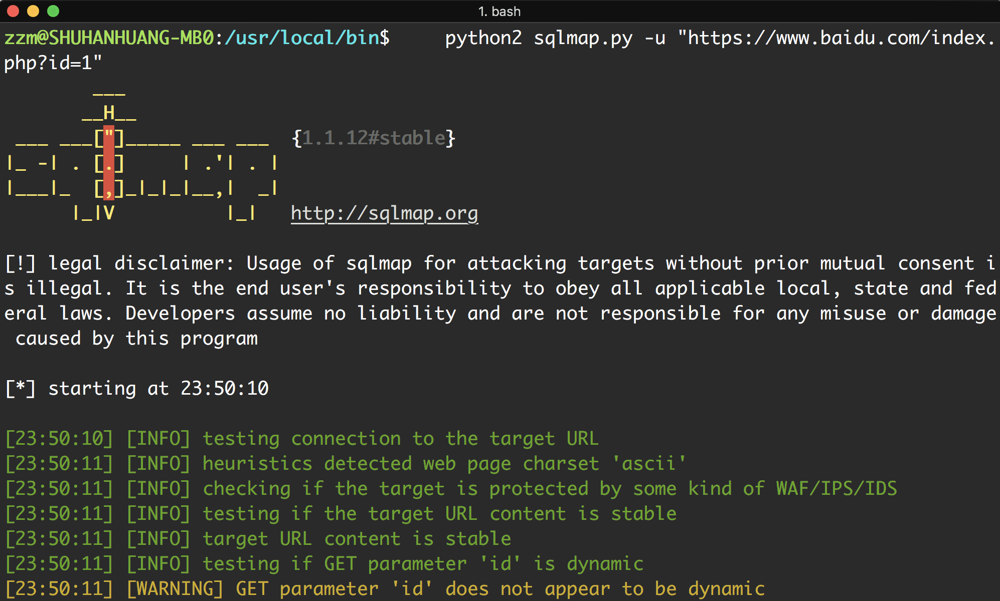 1. bash
zzm@SHUHANHUANG-MB0:/usr/local/bin$     python2 sqlmap.py -u "https://www.baidu.com/index.
php?id=1"
        ___
       __H__
 ___ ___["]_____ ___ ___  {1.1.12#stable}
|_ -| . [.]     | .'| . |
|___|_  [,]_|_|_|__,|  _|
      |_|V          |_|   http://sqlmap.org
[!] legal disclaimer: Usage of sqlmap for attacking targets without prior mutual consent i
s illegal. It is the end user's responsibility to obey all applicable local, state and fed
eral laws. Developers assume no liability and are not responsible for any misuse or damage
 caused by this program
[*] starting at 23:50:10
[23:50:10] [INFO] testing connection to the target URL
[23:50:11] [INFO] heuristics detected web page charset 'ascii'
[23:50:11] [INFO] checking if the target is protected by some kind of WAF/IPS/IDS
[23:50:11] [INFO] testing if the target URL content is stable
[23:50:11] [INFO] target URL content is stable
[23:50:11] [INFO] testing if GET parameter 'id' is dynamic
[23:50:11] [WARNING] GET parameter 'id' does not appear to be dynamic